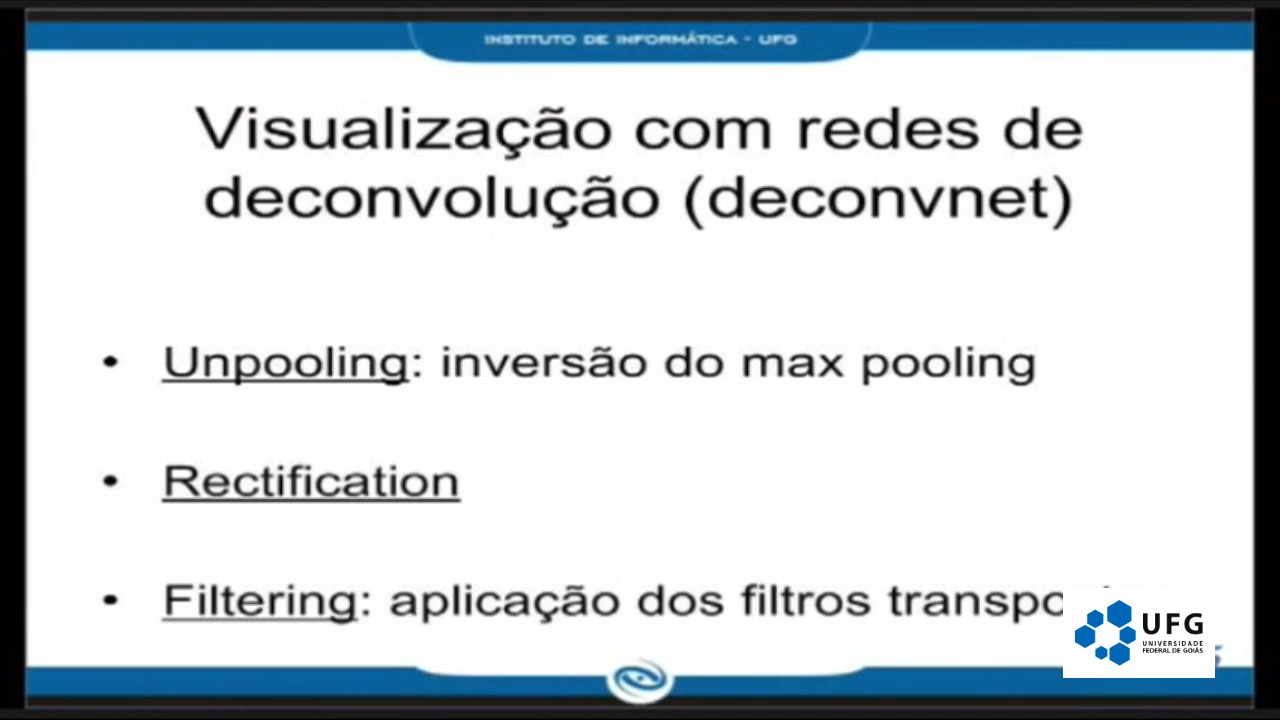 INSTITUTO DE INFORMÁTICA - UFG
Visualização com redes de
deconvolução (deconvnet)
• Unpooling: inversão do max pooling
• Rectification
• Filtering: aplicação dos filtros
UFG
UNIVERSIDADE
FEDERAL DE GOIÁS